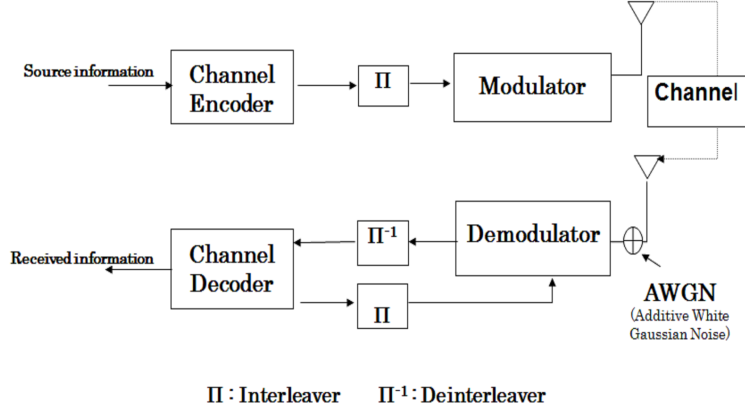 Source information
Channel
Encoder
Π
Modulator
Channel
Received information
Channel
Decoder
Π-1
Π
Demodulator
AWGN
(Additive White
Gaussian Noise)
Π : Interleaver Π-1 : Deinterleaver